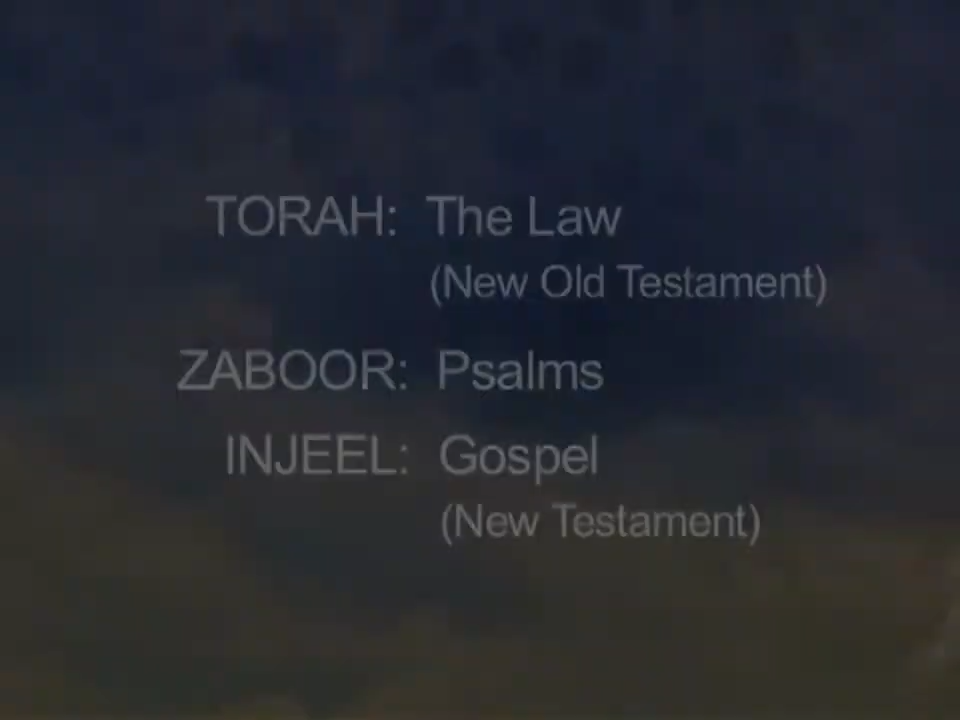 TORAH: The Law
(New Old Testament)
ZABOOR: Psalms
INJEEL: Gospel
(New Testament)